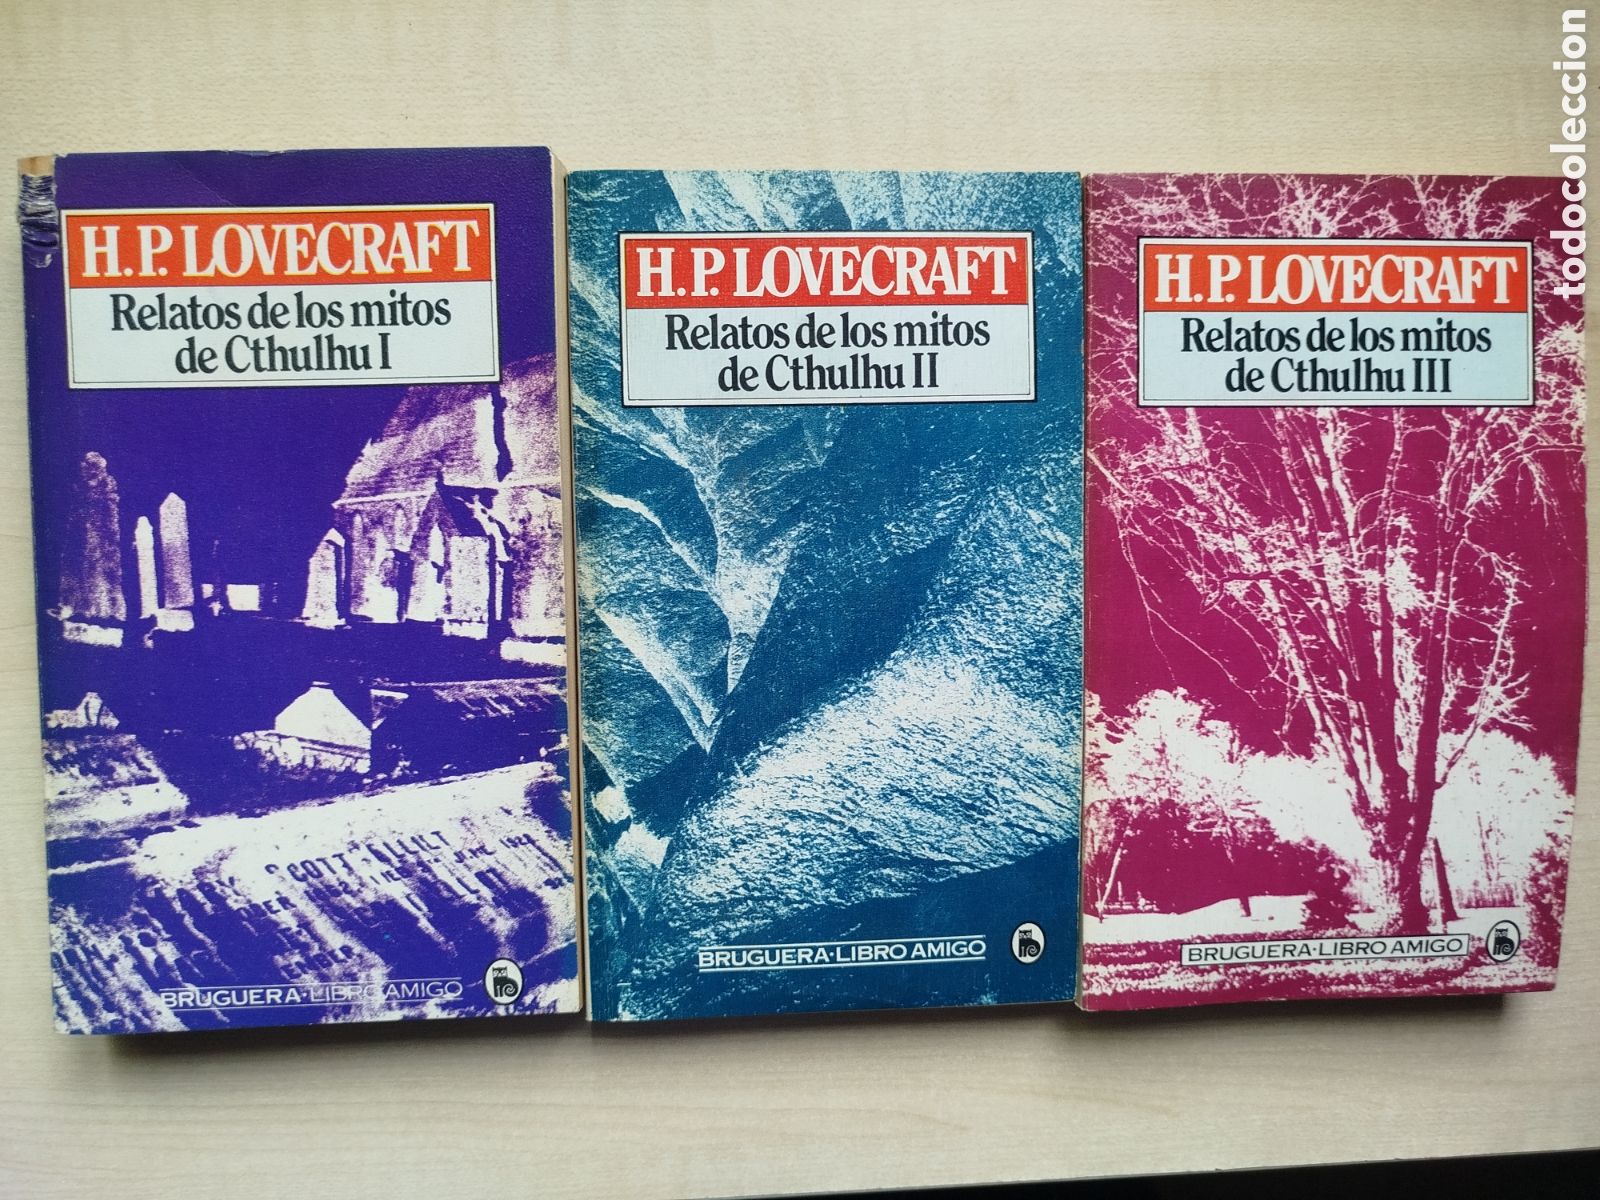 H.P. LOVECRAFT
Relatos de los mitos
de Cthulhu I
SCOTT
BRUGUERA·LIBRO AMIGO
H.P. LOVECRAFT
Relatos de los mitos
de Cthulhu II
BRUGUERA·LIBRO AMIGO
H.P. LOVECRAFT
Relatos de los mitos
de Cthulhu III
BRUGUERA·LIBRO AMIGO
todocoleccion